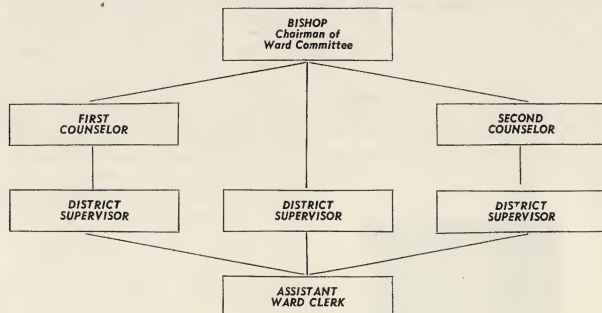 BISHOP
Chairman of
Ward Committee
FIRST
COUNSELOR
SECOND
COUNSELOR
DISTRICT
SUPERVISOR
DISTRICT
SUPERVISOR
DISTRICT
SUPERVISOR
ASSISTANT
WARD CLERK